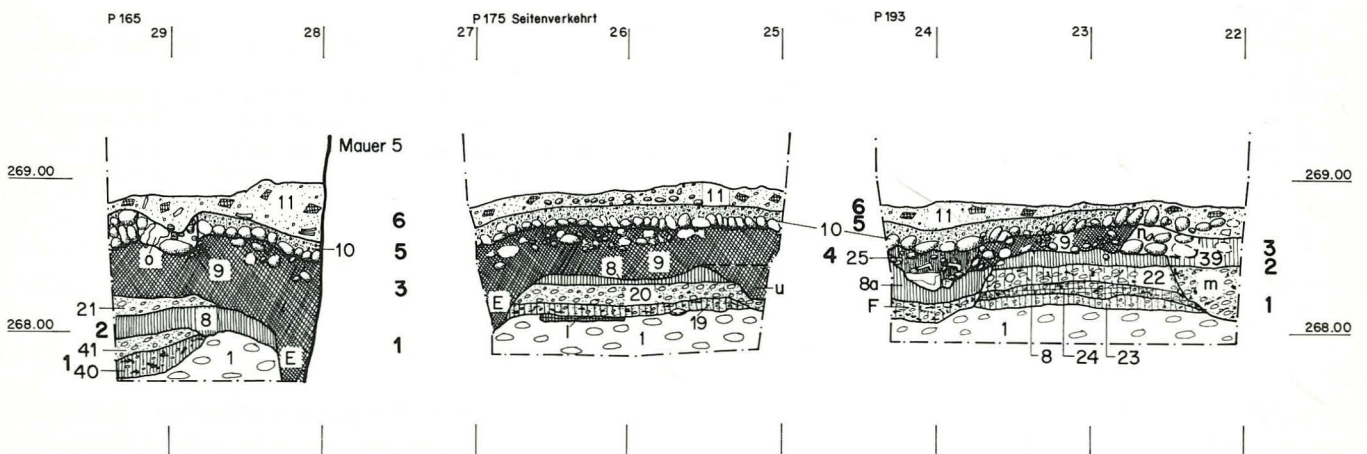 P 165
P 175 Seitenverkehrt
P 193
29 28 27 26 25 24 23 22
Mauer 5
269.00 269.00
11 11 11
6 6
5
10 10
o 5 4 25 9 n 39 3
9 8 9 2
3 8a 22 m
21 E 20 u F 1
8
268.00 2 268.00
41 1 E 1 19 1
1 40 1 8 24 23